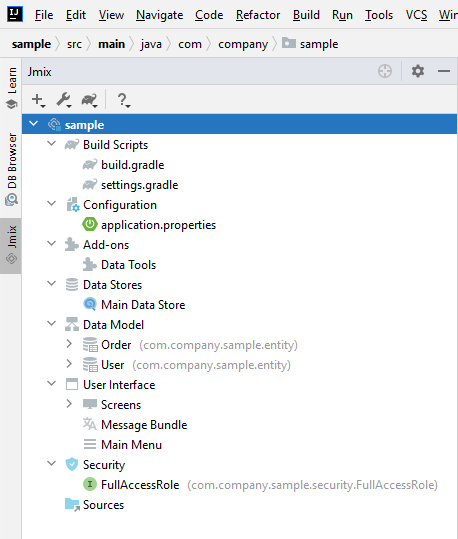 IJ File Edit View Navigate Code Refactor Build Run Tools VCS Window
sample src main java com company sample
Learn
DB Browser
Jmix
Jmix
?
sample
Build Scripts
build.gradle
settings.gradle
Configuration
application.properties
Add-ons
Data Tools
Data Stores
Main Data Store
Data Model
Order (com.company.sample.entity)
User (com.company.sample.entity)
User Interface
Screens
Message Bundle
Main Menu
Security
FullAccessRole (com.company.sample.security.FullAccessRole)
Sources